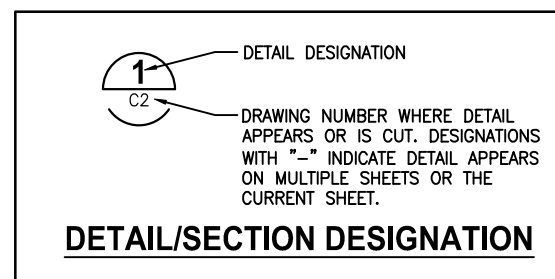 1
DETAIL DESIGNATION
C2
DRAWING NUMBER WHERE DETAIL
APPEARS OR IS CUT. DESIGNATIONS
WITH "-" INDICATE DETAIL APPEARS
ON MULTIPLE SHEETS OR THE
CURRENT SHEET.
DETAIL/SECTION DESIGNATION